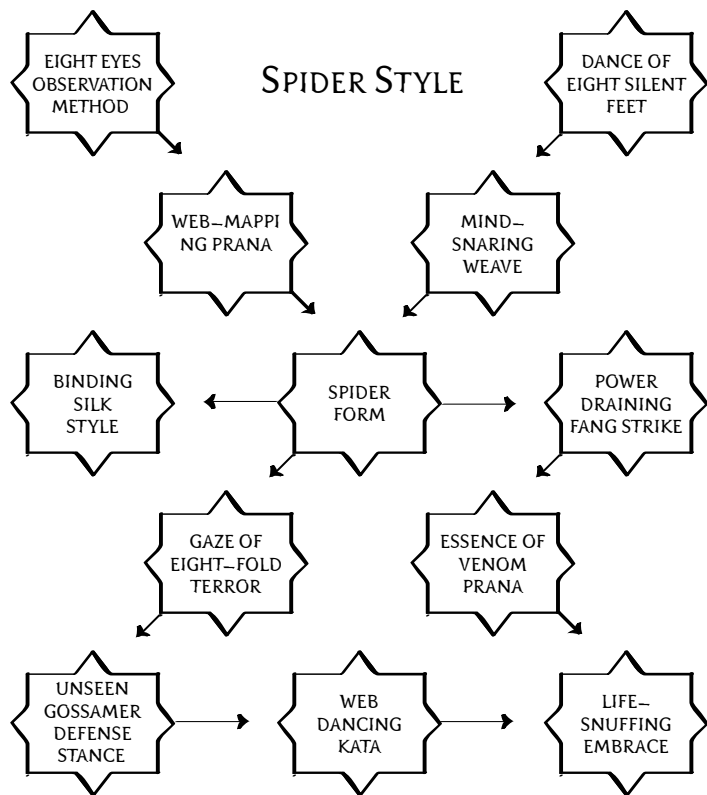 EIGHT EYES
OBSERVATION
METHOD
SPIDER STYLE
DANCE OF
EIGHT SILENT
FEET
WEB–MAPPI
NG PRANA
MIND–
SNARING
WEAVE
BINDING
SILK
STYLE
SPIDER
FORM
POWER
DRAINING
FANG STRIKE
GAZE OF
EIGHT–FOLD
TERROR
ESSENCE OF
VENOM
PRANA
UNSEEN
GOSSAMER
DEFENSE
STANCE
WEB
DANCING
KATA
LIFE–
SNUFFING
EMBRACE